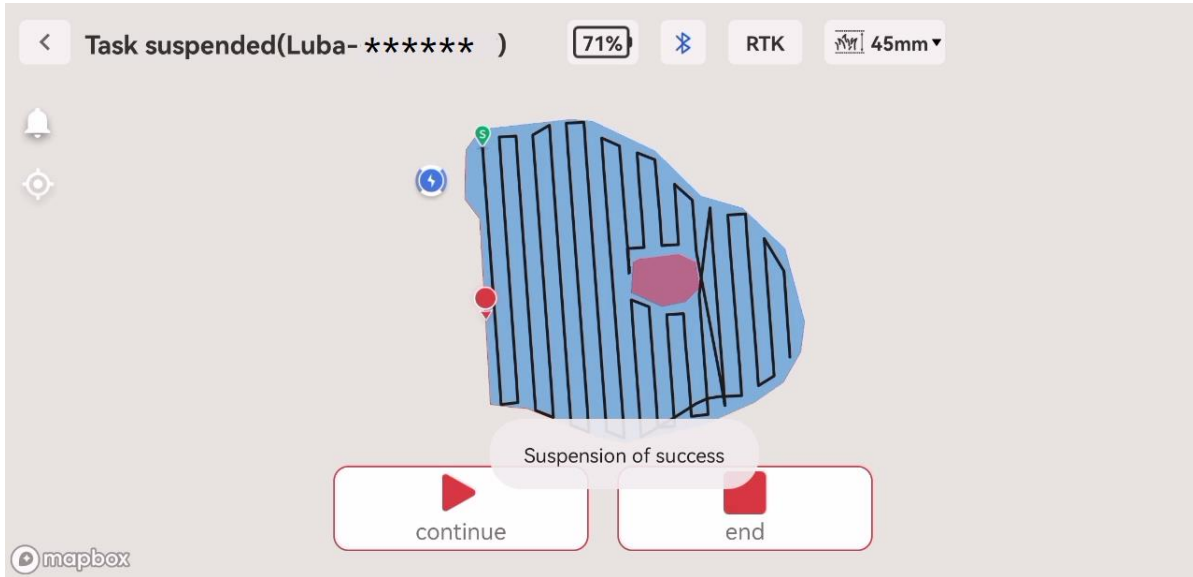 Task suspended(Luba-****** )
71%
RTK
45mm
S
Suspension of success
continue
end
mapbox